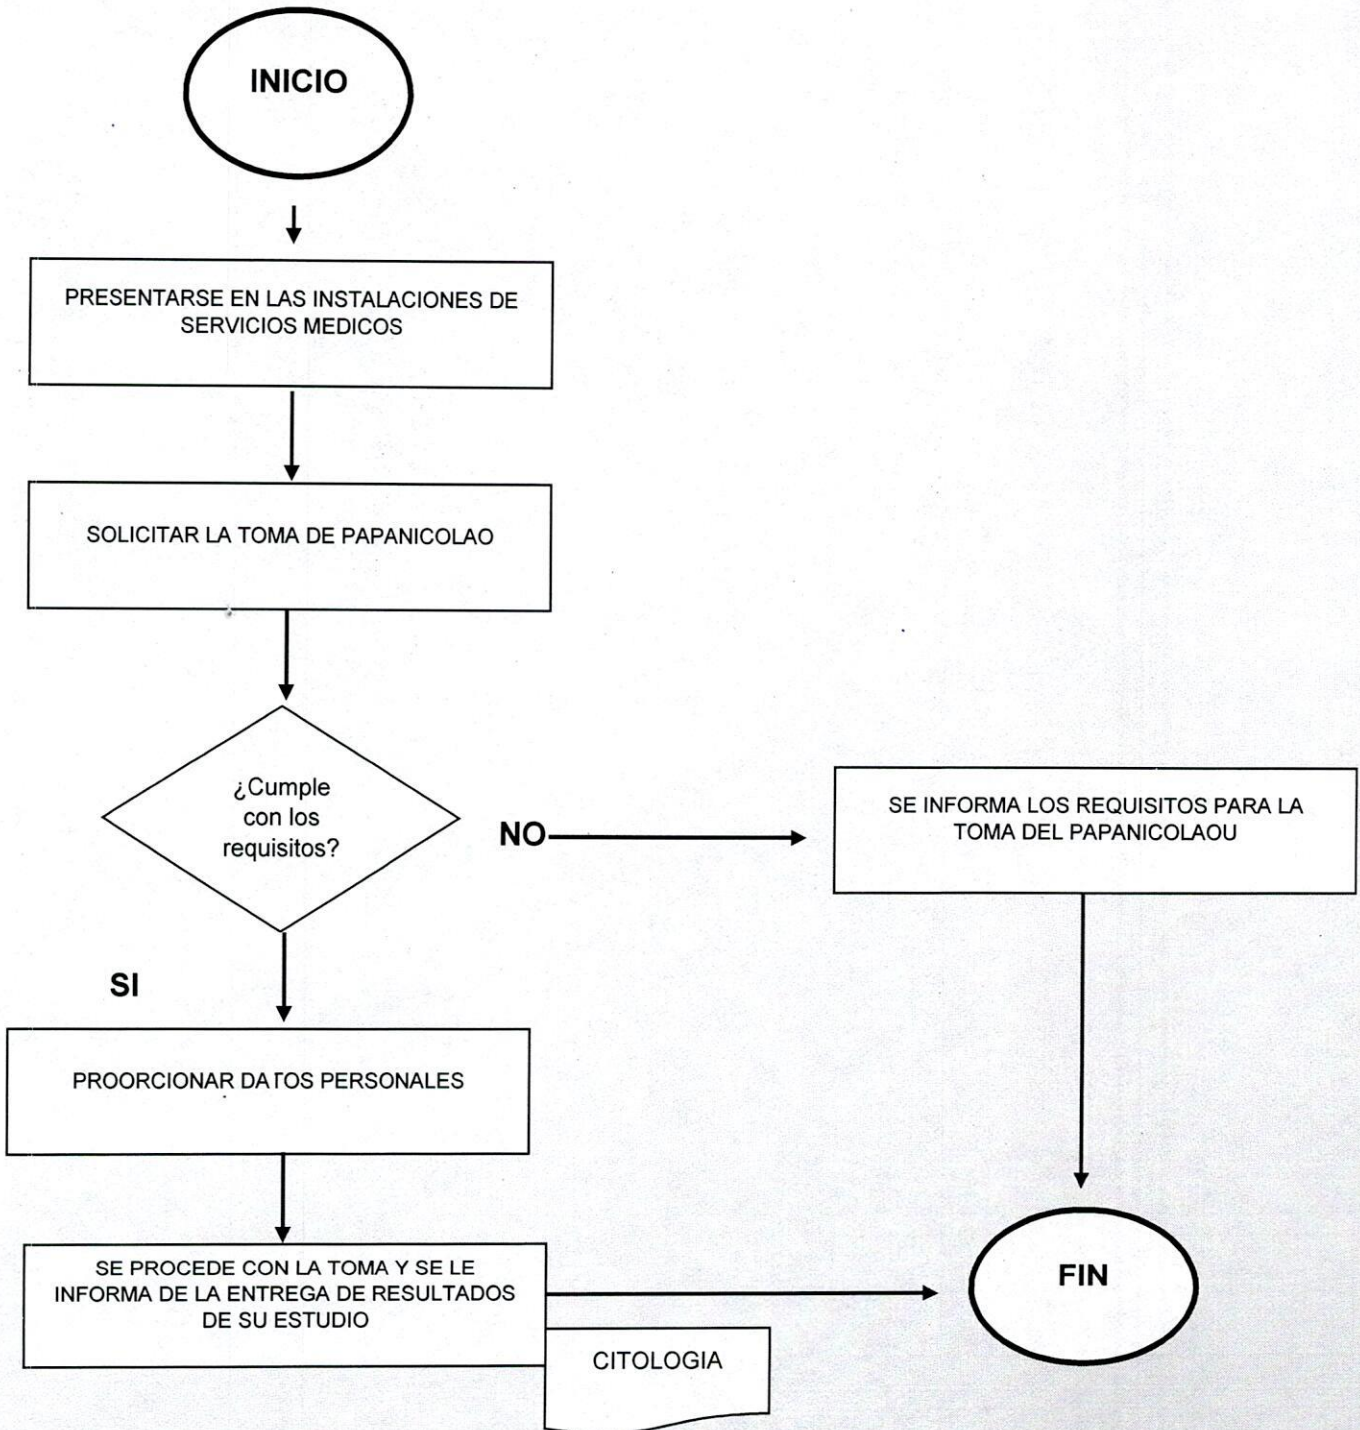 INICIO
PRESENTARSE EN LAS INSTALACIONES DE
SERVICIOS MEDICOS
SOLICITAR LA TOMA DE PAPANICOLAO
¿Cumple
con los
requisitos?
NO
SE INFORMA LOS REQUISITOS PARA LA
TOMA DEL PAPANICOLAOU
SI
PROORCIONAR DATOS PERSONALES
SE PROCEDE CON LA TOMA Y SE LE
INFORMA DE LA ENTREGA DE RESULTADOS
DE SU ESTUDIO
FIN
CITOLOGIA